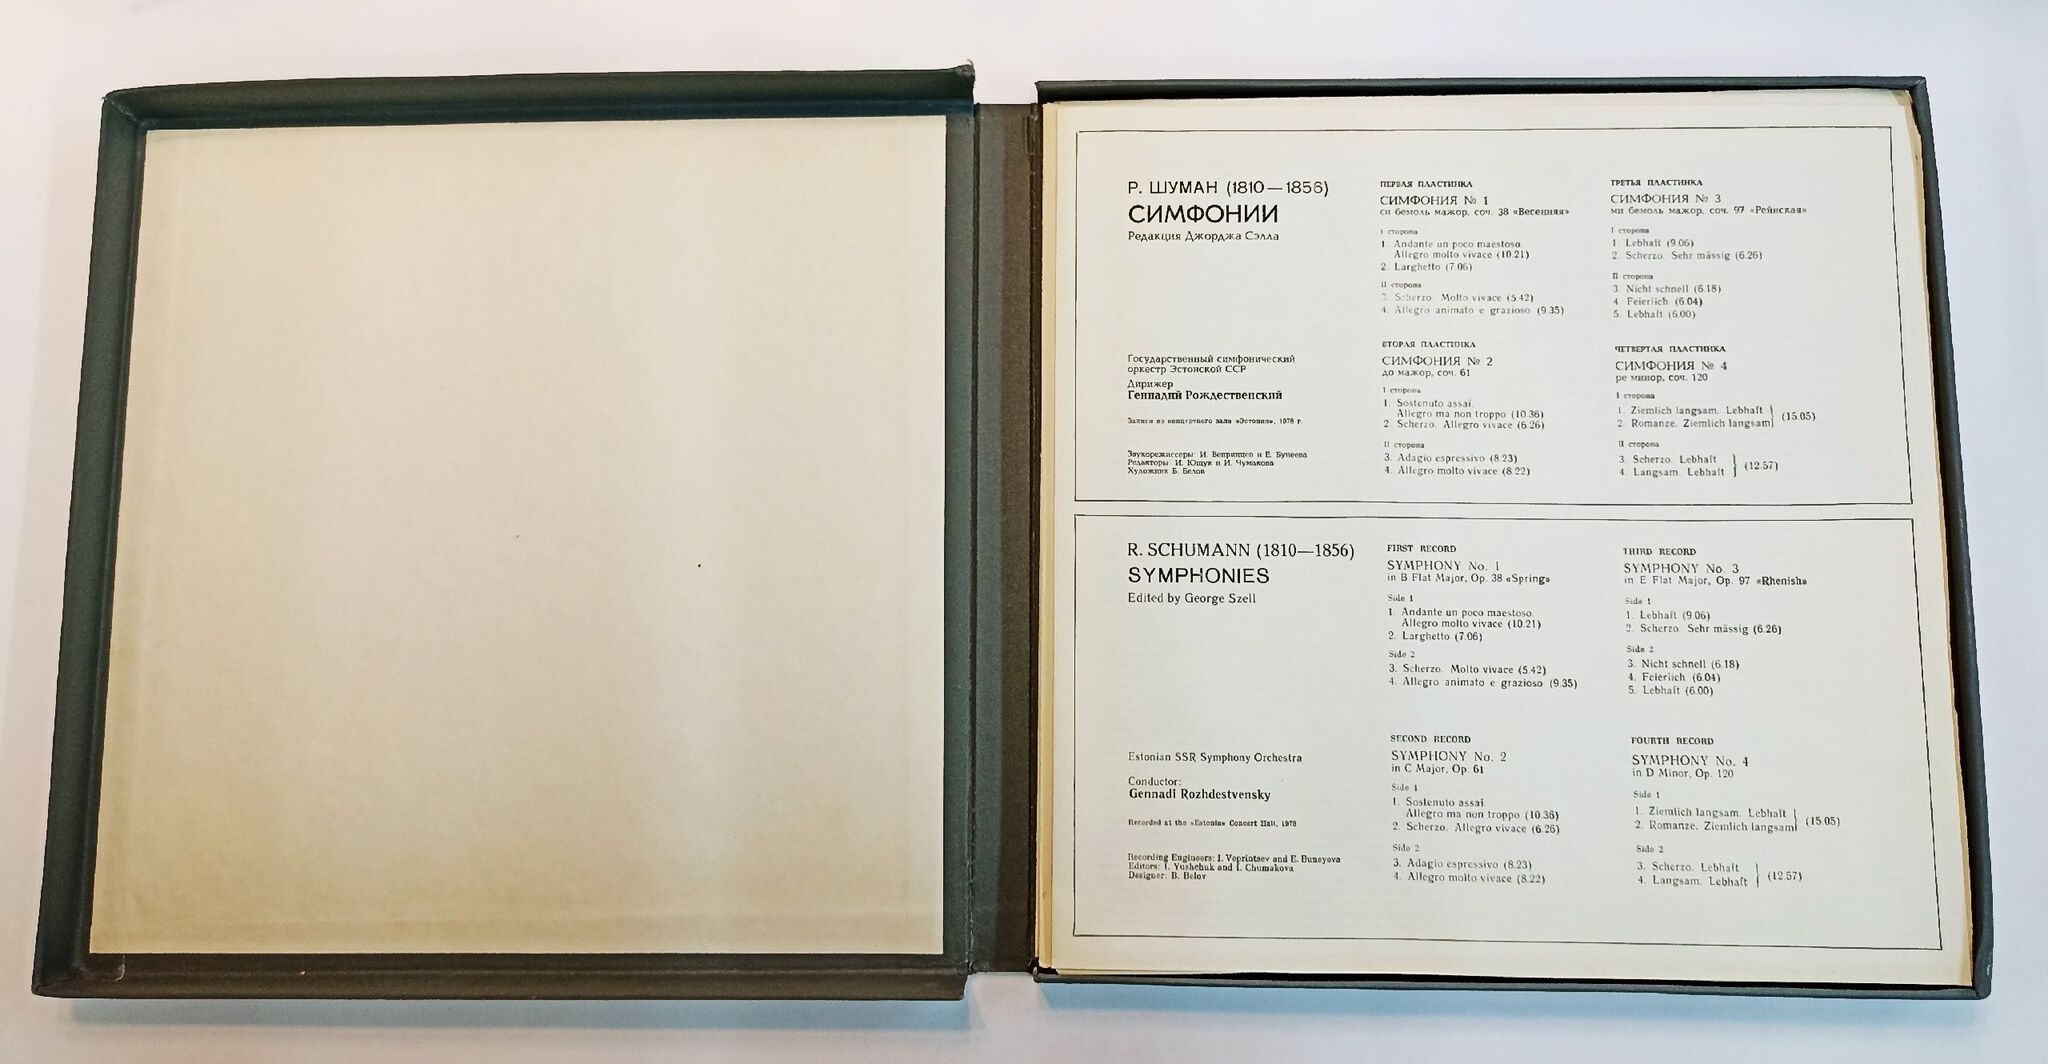 Р. ШУМАН (1810—1856)
СИМФОНИИ
Редакция Джорджа Сэлла
Государственный симфонический
оркестр Эстонской ССР
Дирижер
Геннадий Рождественский
Записи из концертного зала «Эстония», 1978 г.
Звукорежиссеры: И. Вепринцев и Е. Бунеева
Редакторы: И. Ющук и И. Чумакова
Художник Б. Белов
ПЕРВАЯ ПЛАСТИНКА
СИМФОНИЯ № 1
си бемоль мажор, соч. 38 «Весенняя»
I сторона
1. Andante un poco maestoso.
Allegro molto vivace (10.21)
2. Larghetto (7.06)
II сторона
3. Scherzo. Molto vivace (5.42)
4. Allegro animato e grazioso (9.35)
ВТОРАЯ ПЛАСТИНКА
СИМФОНИЯ № 2
до мажор, соч. 61
I сторона
1. Sostenuto assai.
Allegro ma non troppo (10.36)
2. Scherzo. Allegro vivace (6.26)
II сторона
3. Adagio espressivo (8.23)
4. Allegro molto vivace (8.22)
ТРЕТЬЯ ПЛАСТИНКА
СИМФОНИЯ № 3
ми бемоль мажор, соч. 97 «Рейнская»
I сторона
1. Lebhaft (9.06)
2. Scherzo. Sehr mässig (6.26)
II сторона
3. Nicht schnell (6.18)
4. Feierlich (6.04)
5. Lebhaft (6.00)
ЧЕТВЕРТАЯ ПЛАСТИНКА
СИМФОНИЯ № 4
ре минор, соч. 120
I сторона
1. Ziemlich langsam. Lebhaft
2. Romanze. Ziemlich langsam (15.05)
II сторона
3. Scherzo. Lebhaft
4. Langsam. Lebhaft (12.57)
R. SCHUMANN (1810—1856)
SYMPHONIES
Edited by George Szell
Estonian SSR Symphony Orchestra
Conductor:
Gennadi Rozhdestvensky
Recorded at the «Estonia» Concert Hall, 1978
Recording Engineers: I. Veprintsev and E. Buneyeva
Editors: I. Yushchuk and I. Chumakova
Designer: B. Belov
FIRST RECORD
SYMPHONY No. 1
in B Flat Major, Op. 38 «Spring»
Side 1
1. Andante un poco maestoso.
Allegro molto vivace (10.21)
2. Larghetto (7.06)
Side 2
3. Scherzo. Molto vivace (5.42)
4. Allegro animato e grazioso (9.35)
SECOND RECORD
SYMPHONY No. 2
in C Major, Op. 61
Side 1
1. Sostenuto assai.
Allegro ma non troppo (10.36)
2. Scherzo. Allegro vivace (6.26)
Side 2
3. Adagio espressivo (8.23)
4. Allegro molto vivace (8.22)
THIRD RECORD
SYMPHONY No. 3
in E Flat Major, Op. 97 «Rhenish»
Side 1
1. Lebhaft (9.06)
2. Scherzo. Sehr mässig (6.26)
Side 2
3. Nicht schnell (6.18)
4. Feierlich (6.04)
5. Lebhaft (6.00)
FOURTH RECORD
SYMPHONY No. 4
in D Minor, Op. 120
Side 1
1. Ziemlich langsam. Lebhaft
2. Romanze. Ziemlich langsam (15.05)
Side 2
3. Scherzo. Lebhaft
4. Langsam. Lebhaft (12.57)